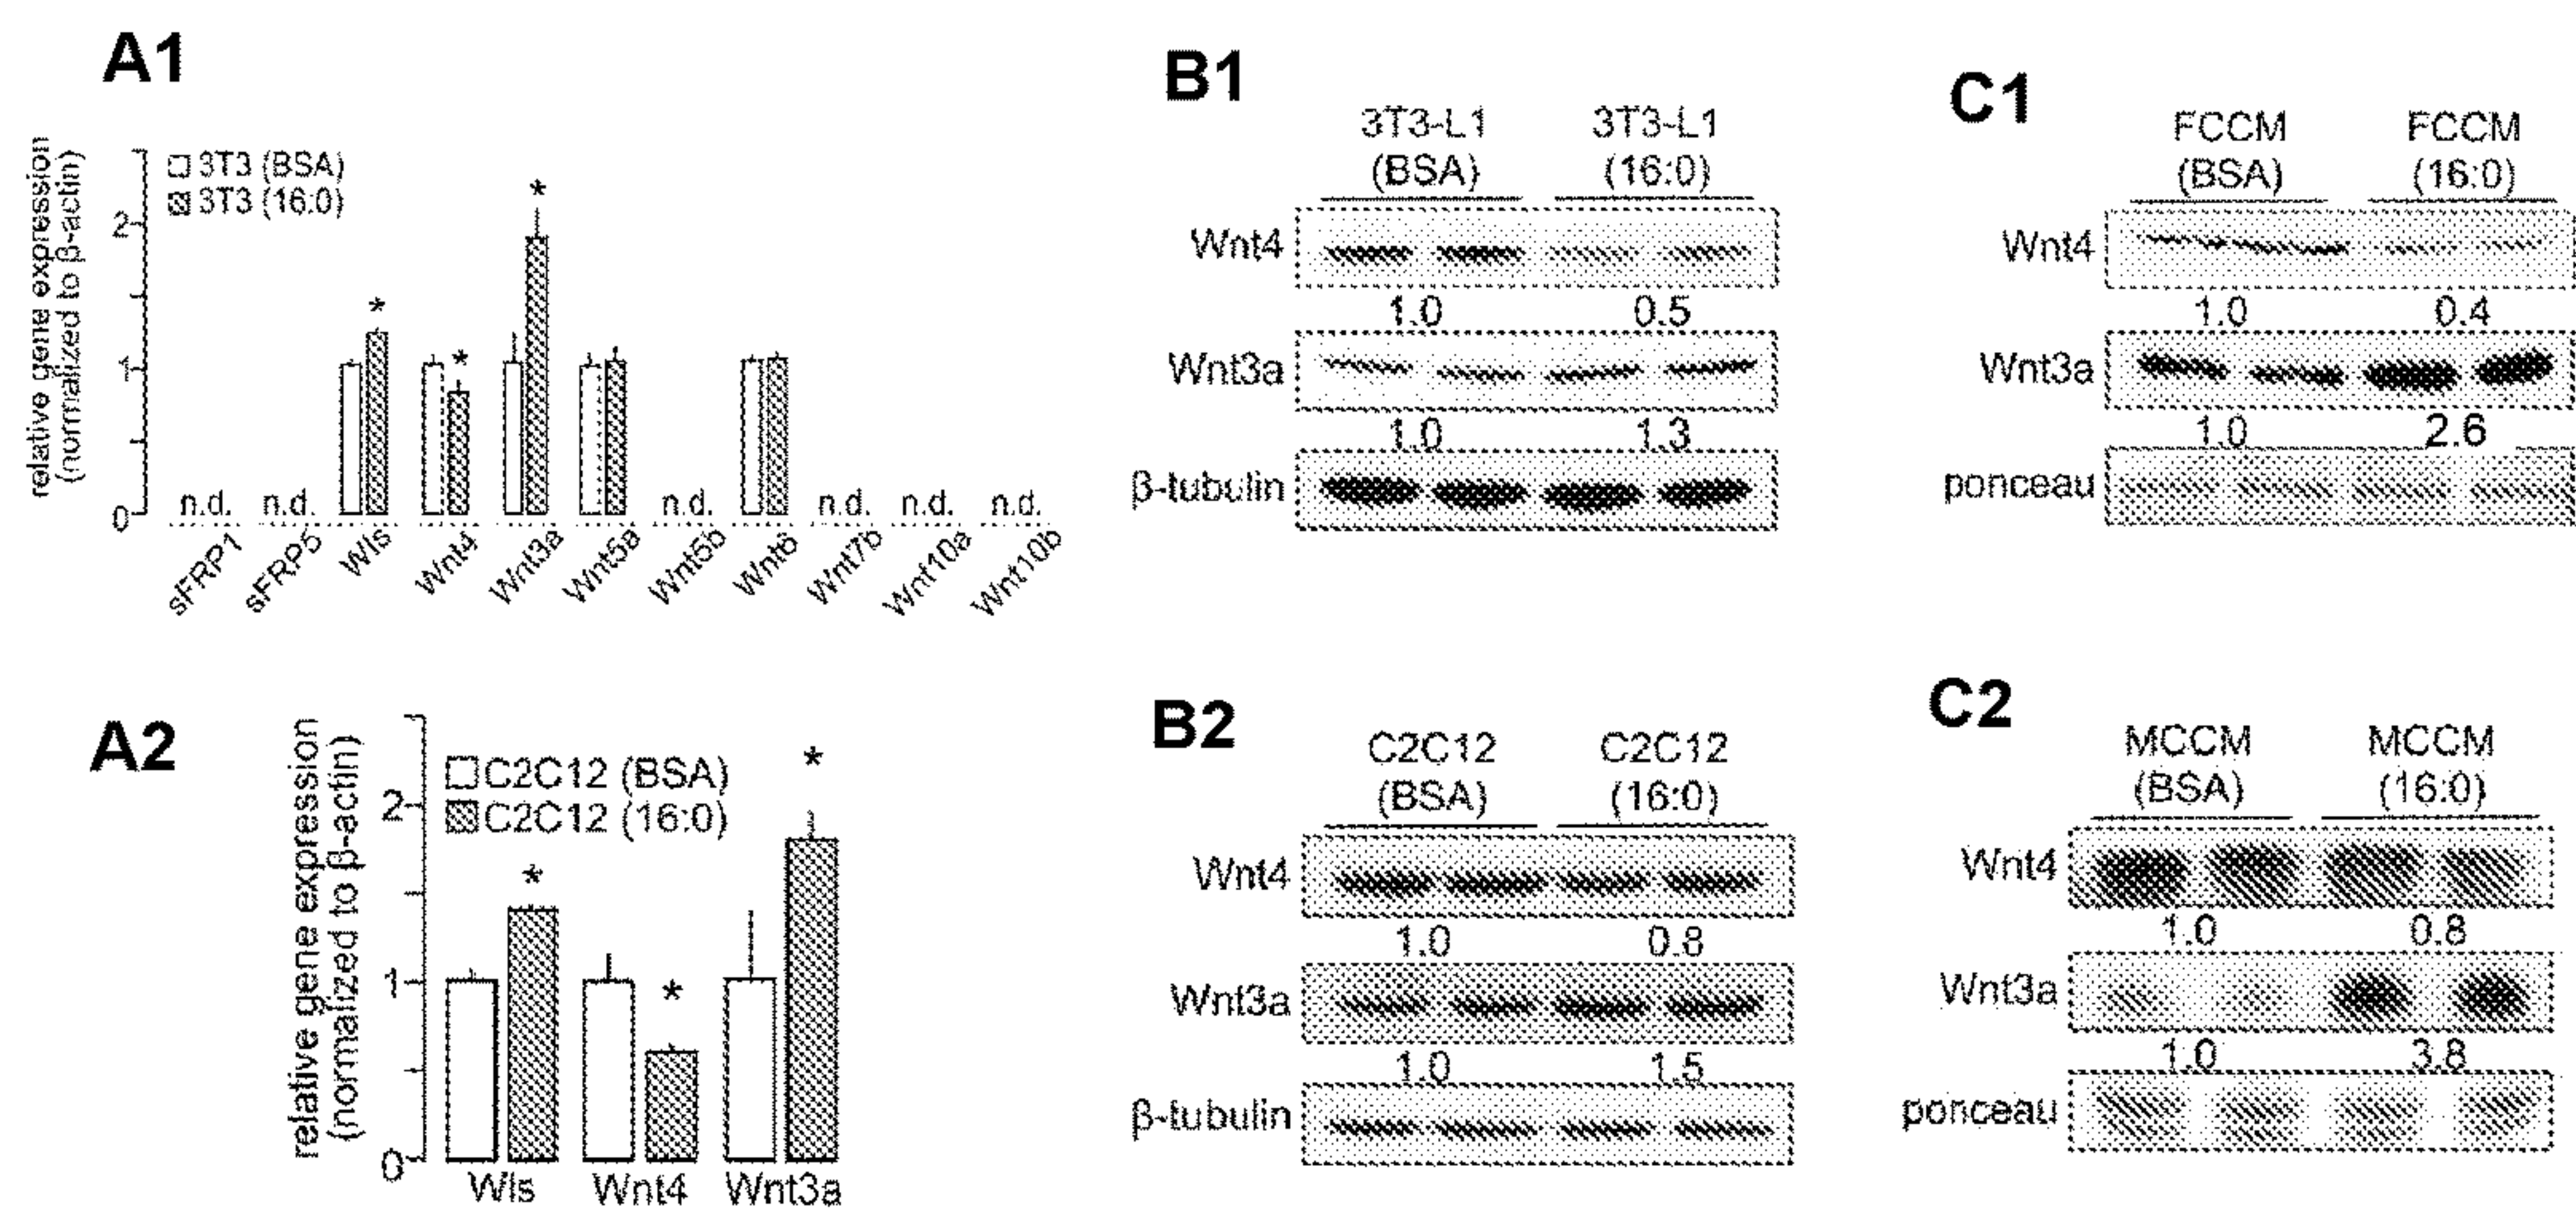 A1
relative gene expression
(normalized to β-actin)
3T3 (BSA)
3T3 (16:0)
2
1
0
* * *
n.d. n.d. n.d. n.d. n.d. n.d.
sFRP1 sFRP5 Wls Wnt4 Wnt3a Wnt5a Wnt5b Wnt6 Wnt7b Wnt10a Wnt10b
B1
3T3-L1 3T3-L1
(BSA) (16:0)
Wnt4
1.0 0.5
Wnt3a
1.0 1.3
β-tubulin
C1
FCCM FCCM
(BSA) (16:0)
Wnt4
1.0 0.4
Wnt3a
1.0 2.6
ponceau
A2
relative gene expression
(normalized to β-actin)
C2C12 (BSA)
C2C12 (16:0)
2
1
0
* * *
Wls Wnt4 Wnt3a
B2
C2C12 C2C12
(BSA) (16:0)
Wnt4
1.0 0.8
Wnt3a
1.0 1.5
β-tubulin
C2
MCCM MCCM
(BSA) (16:0)
Wnt4
1.0 0.8
Wnt3a
1.0 3.8
ponceau